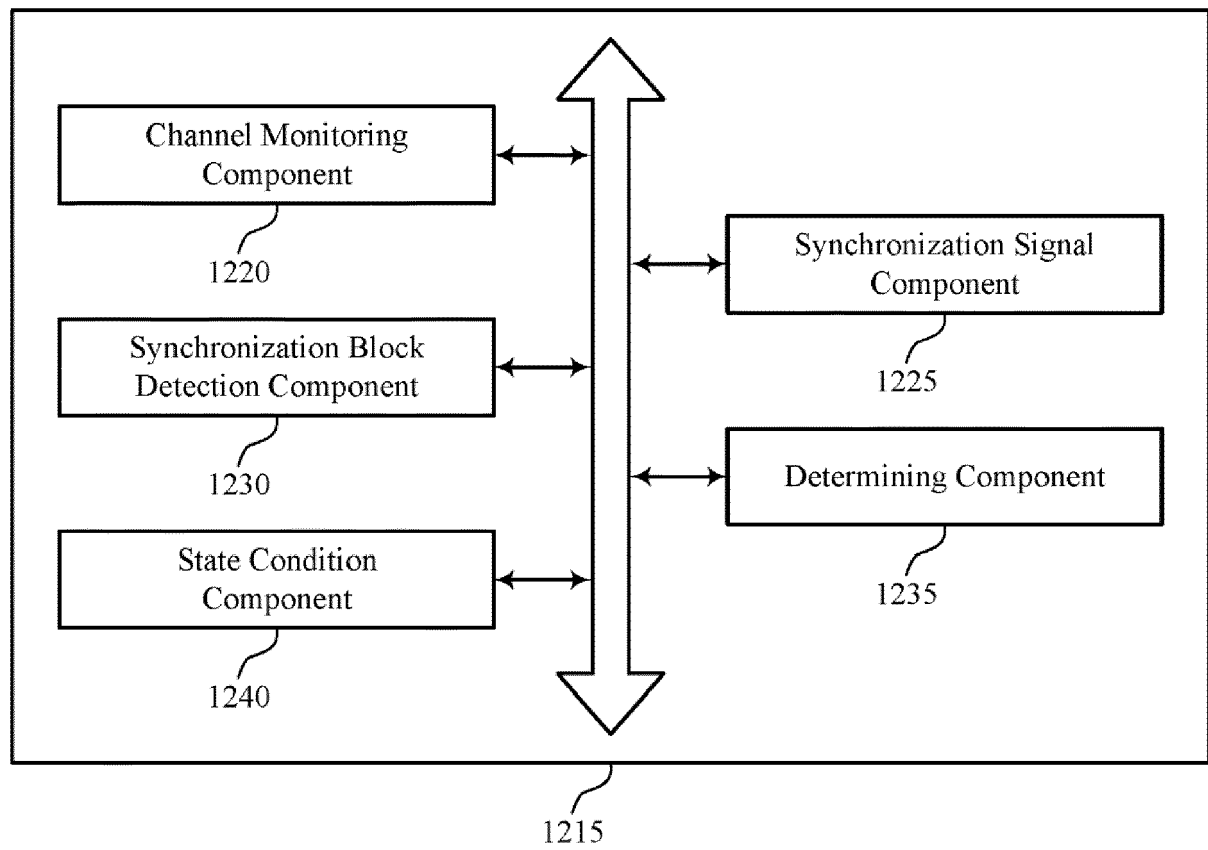 Channel Monitoring
Component
1220
Synchronization Signal
Component
1225
Synchronization Block
Detection Component
1230
Determining Component
1235
State Condition
Component
1240
1215